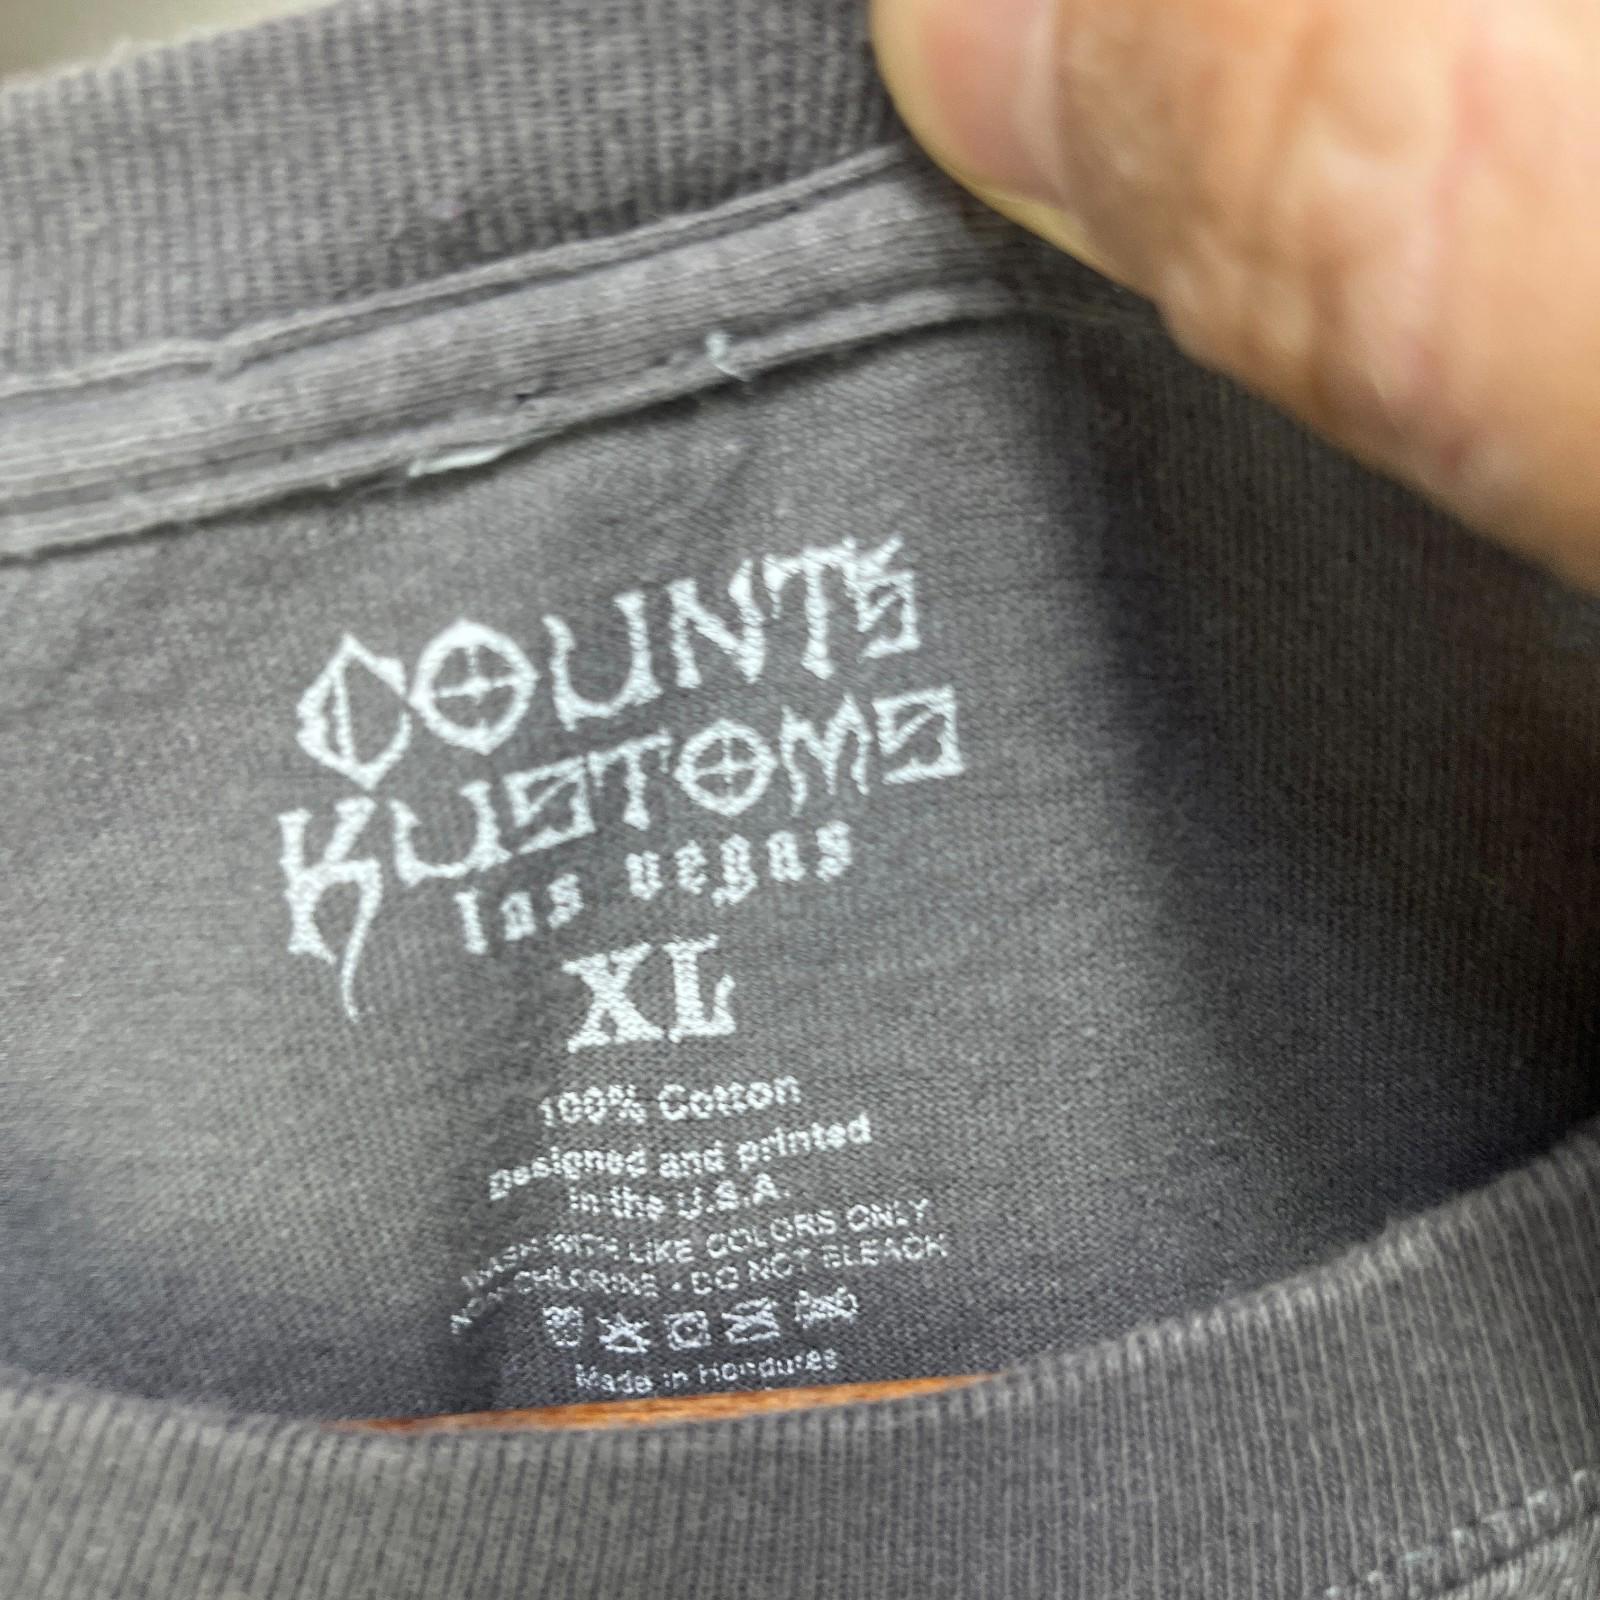 COUNTS
KUSTOMS
las vegas
XL
100% Cotton
Designed and printed
in the U.S.A.
WASH WITH LIKE COLORS ONLY
NON CHLORINE • DO NOT BLEACH
Made in Honduras